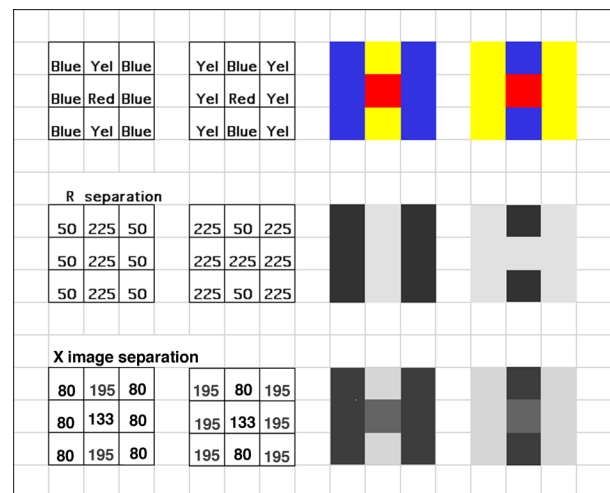 Blue Yel Blue Yel Blue Yel
Blue Red Blue Yel Red Yel
Blue Yel Blue Yel Blue Yel
R separation
50 225 50 225 50 225
50 225 50 225 225 225
50 225 50 225 50 225
X image separation
80 195 80 195 80 195
80 133 80 195 133 195
80 195 80 195 80 195